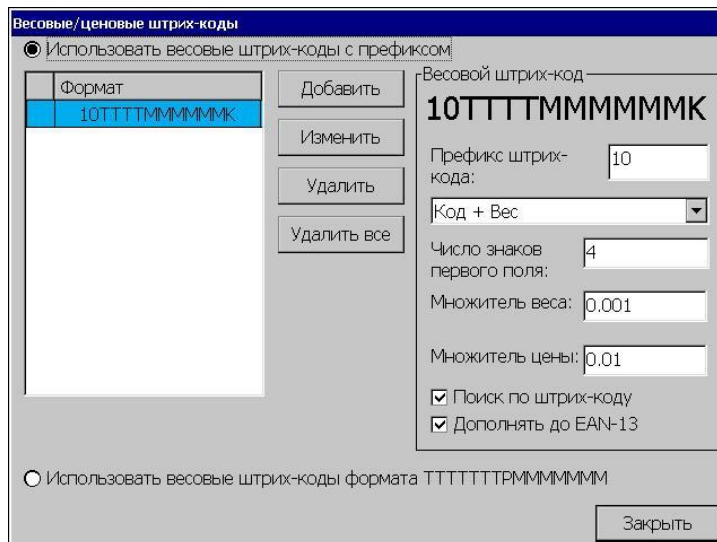 Весовые/ценовые штрих-коды
Использовать весовые штрих-коды с префиксом
Формат
10TTTTMMMMMMK
Добавить
Изменить
Удалить
Удалить все
Весовой штрих-код
10TTTTMMMMMMK
Префикс штрих-
кода:
10
Код + Вес
Число знаков
первого поля:
4
Множитель веса:
0.001
Множитель цены:
0.01
Поиск по штрих-коду
Дополнять до EAN-13
Использовать весовые штрих-коды формата TTTTTTTPMMMMMMM
Закрыть